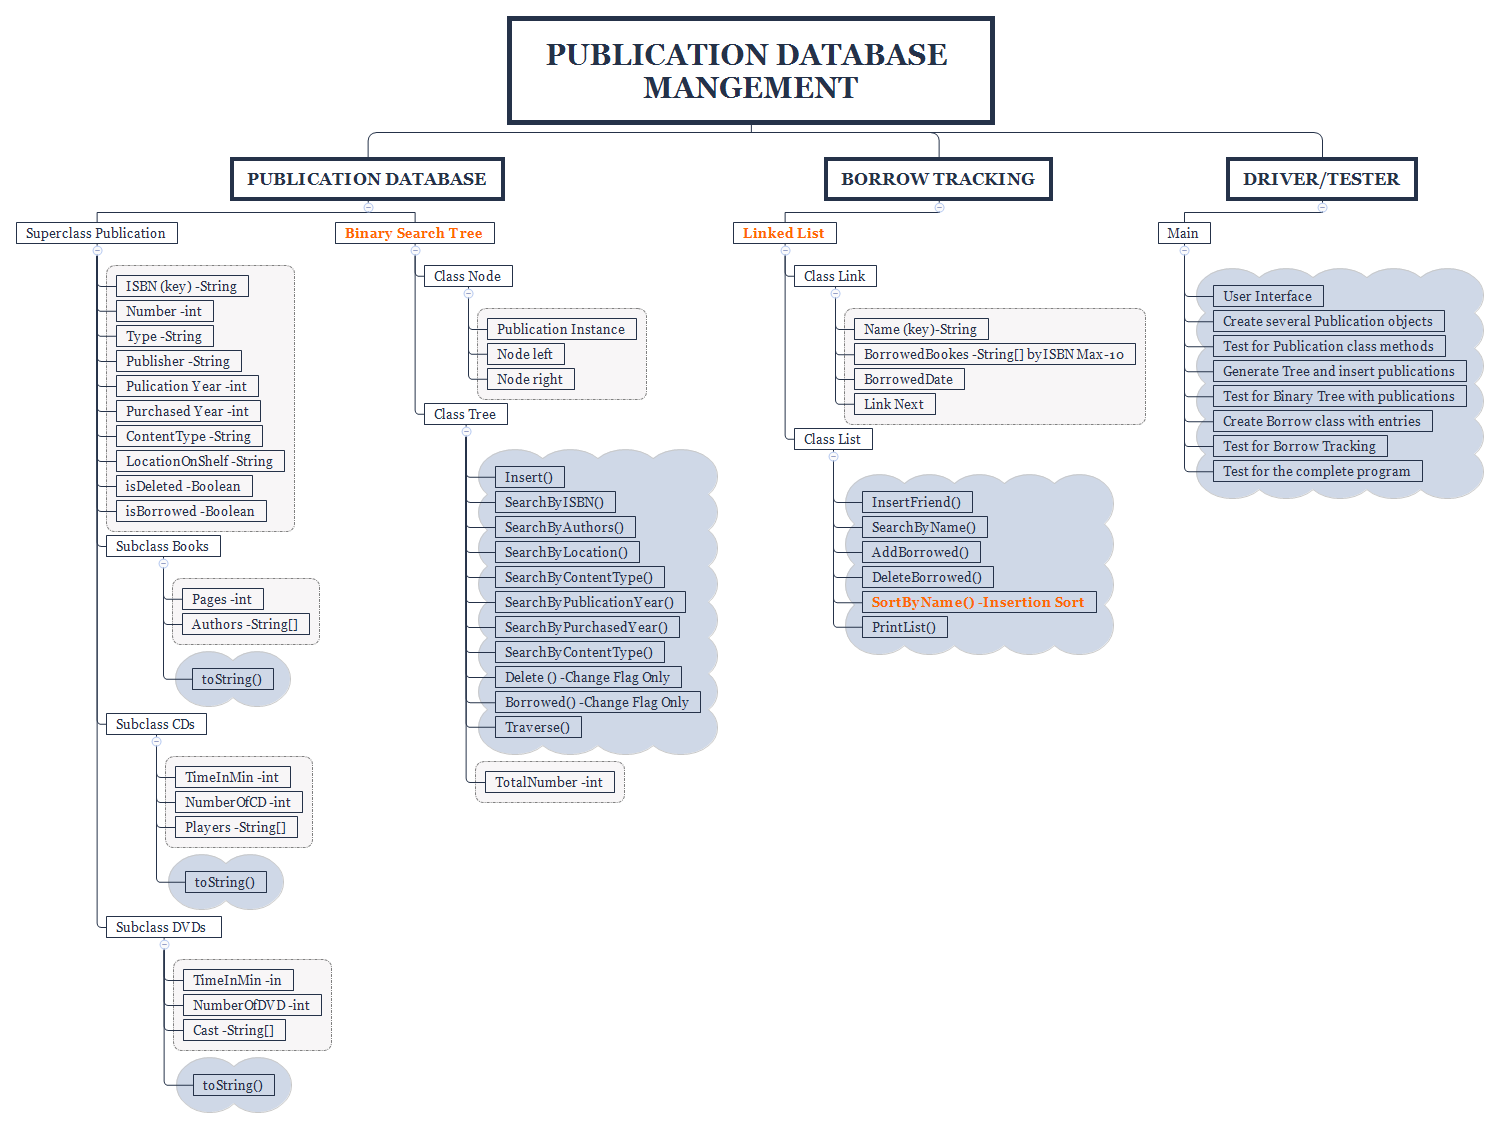 PUBLICATION DATABASE
MANGEMENT
PUBLICATION DATABASE
Superclass Publication
ISBN (key) -String
Number -int
Type -String
Publisher -String
Pulication Year -int
Purchased Year -int
ContentType -String
LocationOnShelf -String
isDeleted -Boolean
isBorrowed -Boolean
Subclass Books
Pages -int
Authors -String[]
toString()
Subclass CDs
TimeInMin -int
NumberOfCD -int
Players -String[]
toString()
Subclass DVDs
TimeInMin -in
NumberOfDVD -int
Cast -String[]
toString()
Binary Search Tree
Class Node
Publication Instance
Node left
Node right
Class Tree
Insert()
SearchByISBN()
SearchByAuthors()
SearchByLocation()
SearchByContentType()
SearchByPublicationYear()
SearchByPurchasedYear()
SearchByContentType()
Delete () -Change Flag Only
Borrowed() -Change Flag Only
Traverse()
TotalNumber -int
BORROW TRACKING
Linked List
Class Link
Name (key)-String
BorrowedBookes -String[] by ISBN Max-10
BorrowedDate
Link Next
Class List
InsertFriend()
SearchByName()
AddBorrowed()
DeleteBorrowed()
SortByName() -Insertion Sort
PrintList()
DRIVER/TESTER
Main
User Interface
Create several Publication objects
Test for Publication class methods
Generate Tree and insert publications
Test for Binary Tree with publications
Create Borrow class with entries
Test for Borrow Tracking
Test for the complete program